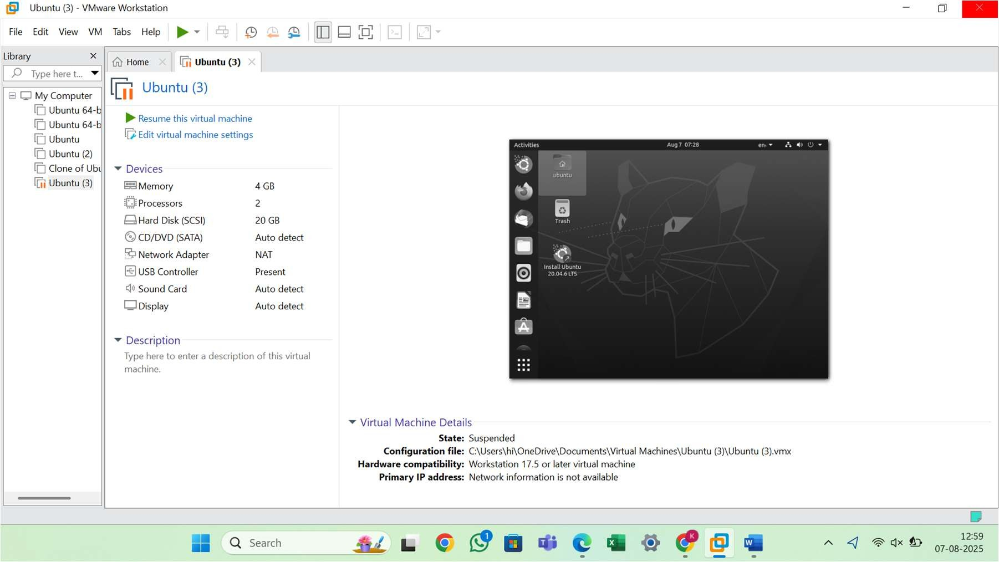 Ubuntu (3) - VMware Workstation
File Edit View VM Tabs Help
Library
Type here t...
My Computer
Ubuntu 64-b
Ubuntu 64-b
Ubuntu
Ubuntu (2)
Clone of Ubu
Ubuntu (3)
Home
Ubuntu (3)
Ubuntu (3)
Resume this virtual machine
Edit virtual machine settings
Devices
Memory 4 GB
Processors 2
Hard Disk (SCSI) 20 GB
CD/DVD (SATA) Auto detect
Network Adapter NAT
USB Controller Present
Sound Card Auto detect
Display Auto detect
Description
Type here to enter a description of this virtual
machine.
Activities Aug 7 07:28 en₁
ubuntu
Trash
Install Ubuntu
20.04.6 LTS
Virtual Machine Details
State: Suspended
Configuration file: C:\Users\hi\OneDrive\Documents\Virtual Machines\Ubuntu (3)\Ubuntu (3).vmx
Hardware compatibility: Workstation 17.5 or later virtual machine
Primary IP address: Network information is not available
Search
1
K
12:59
07-08-2025